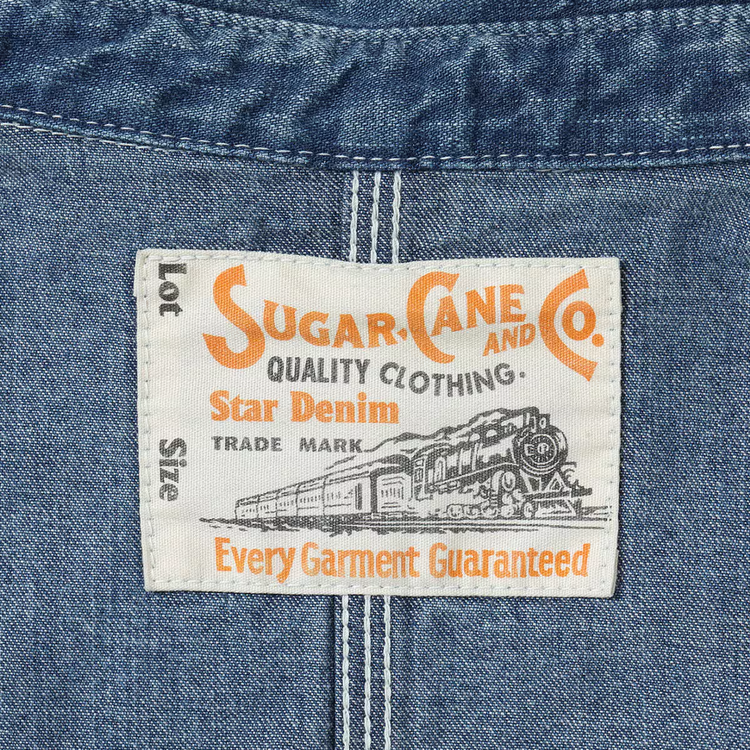 Lot
SUGAR CANE AND CO.
QUALITY CLOTHING.
Star Denim
TRADE MARK
Size
Every Garment Guaranteed